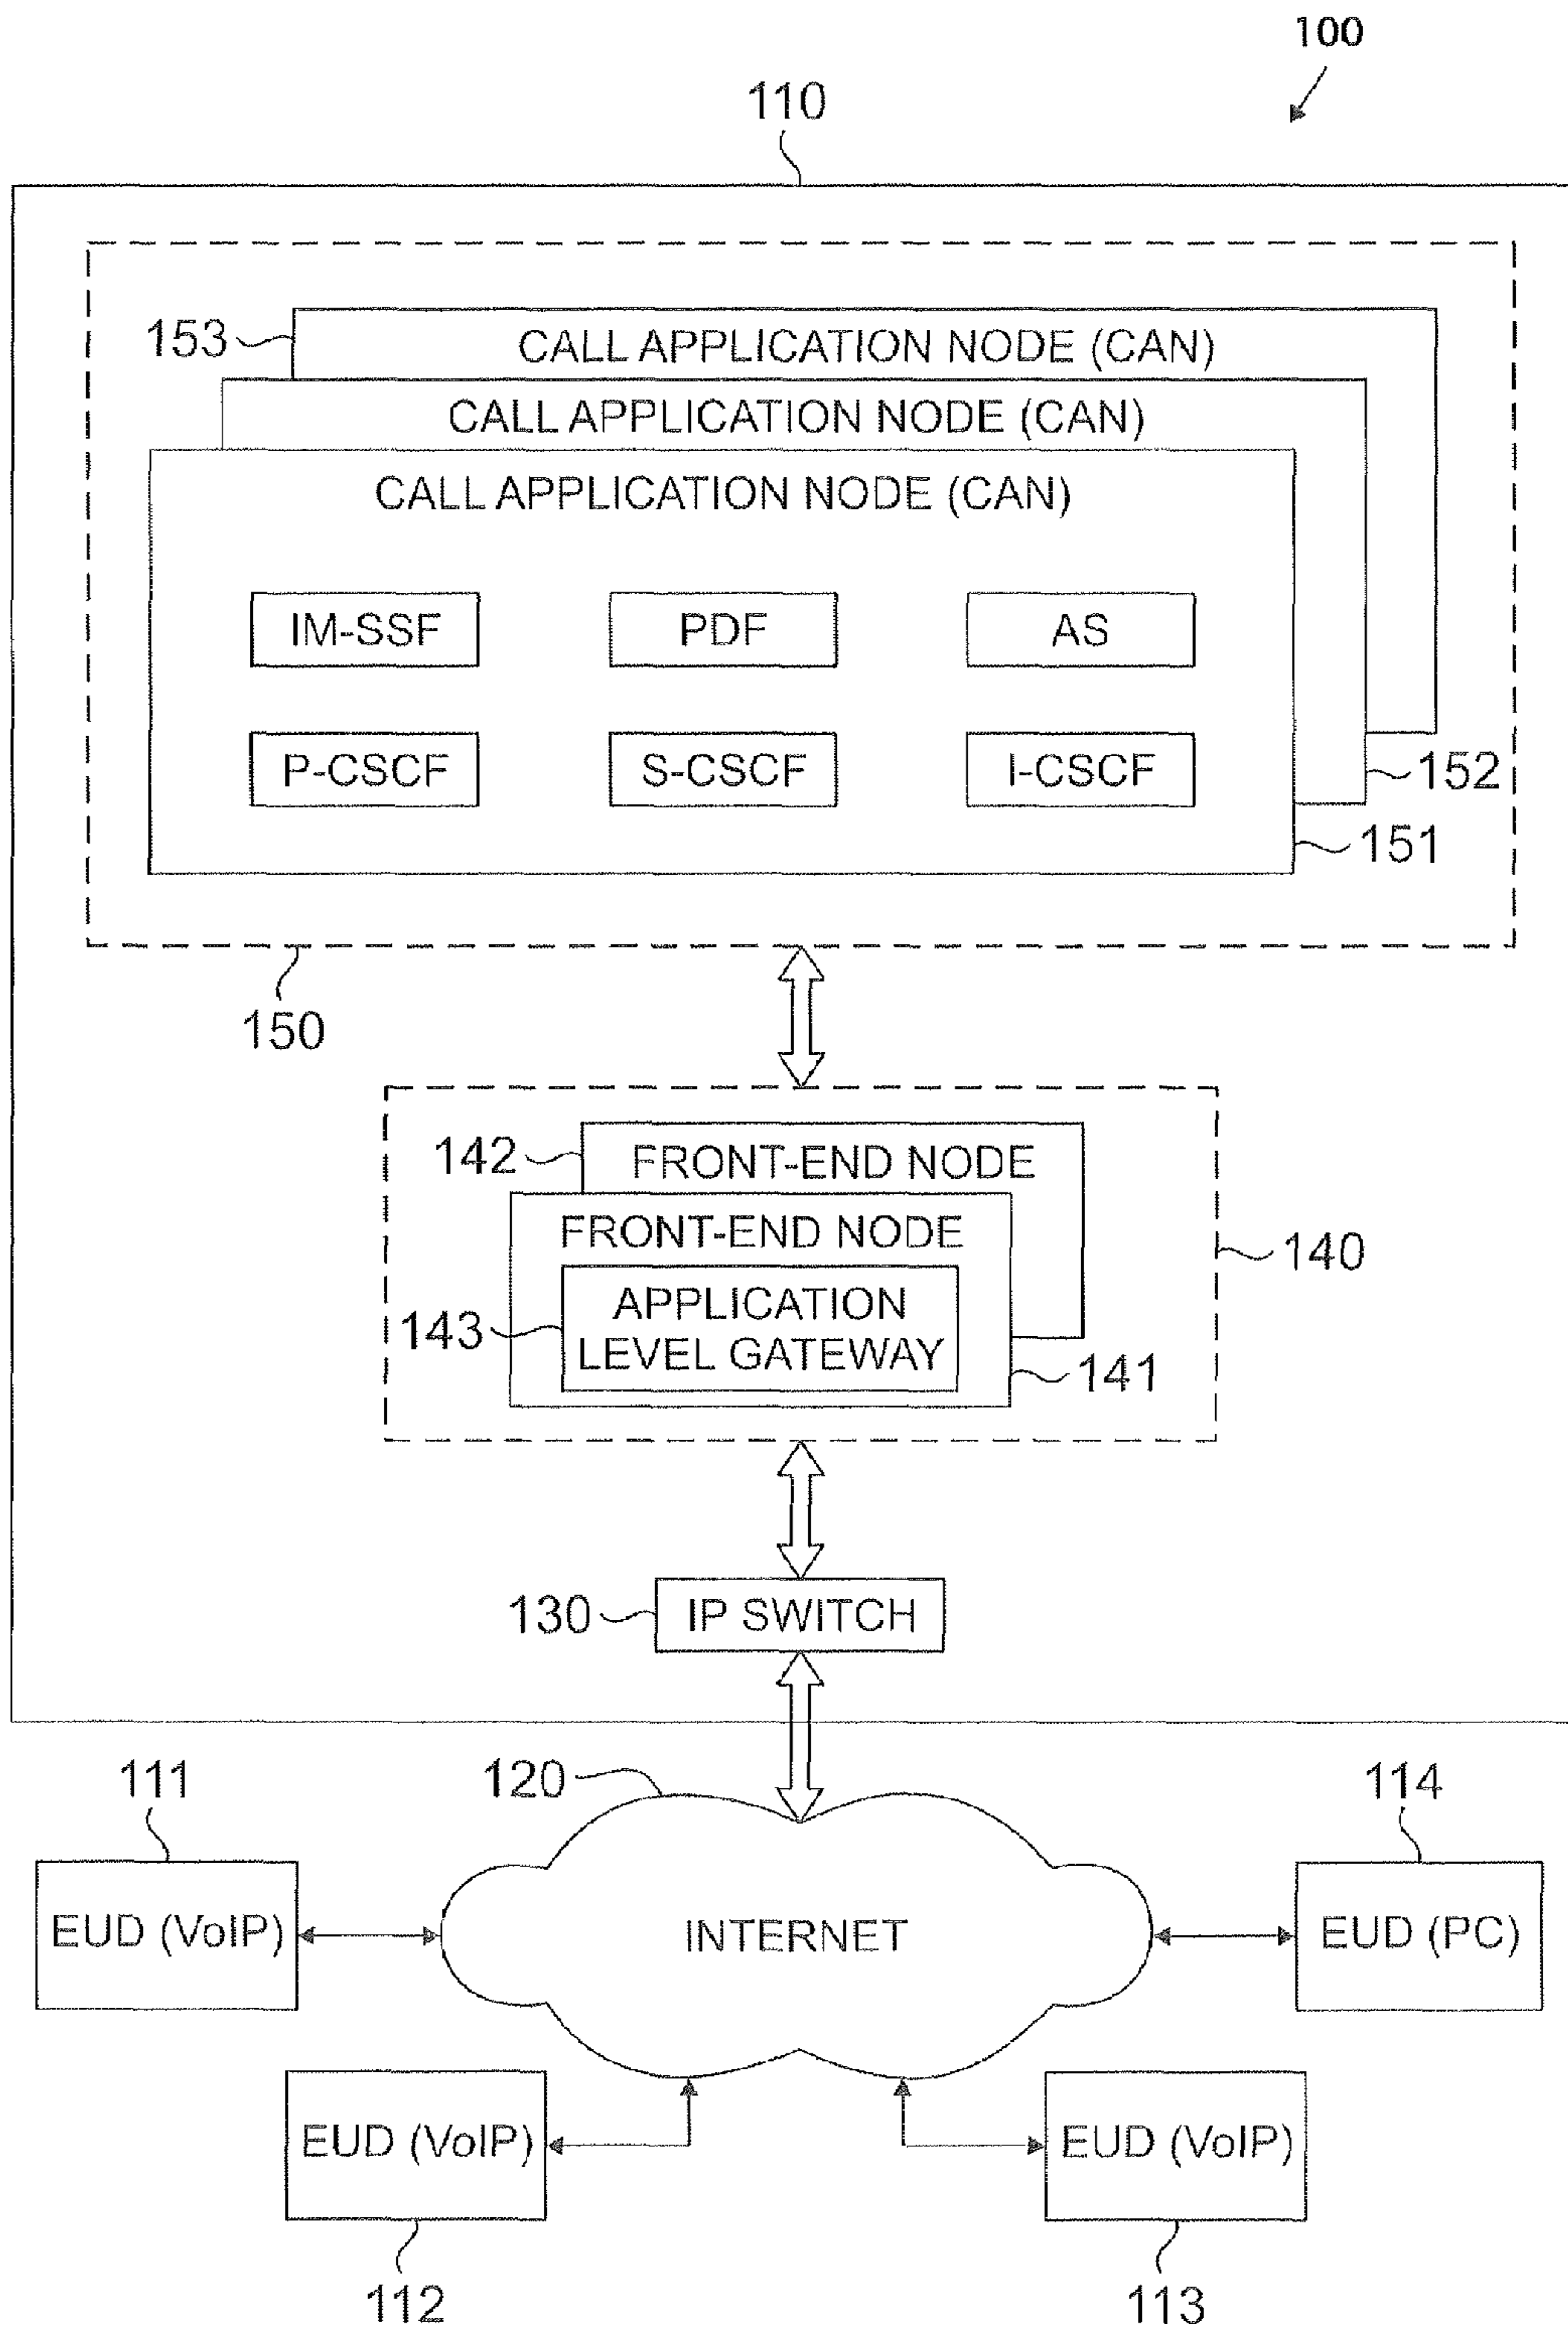 100
110
153
CALL APPLICATION NODE (CAN)
CALL APPLICATION NODE (CAN)
CALL APPLICATION NODE (CAN)
IM-SSF PDF AS
P-CSCF S-CSCF I-CSCF
152
151
150
142
FRONT-END NODE
FRONT-END NODE
140
143
APPLICATION
LEVEL GATEWAY
141
130
IP SWITCH
111
120
114
EUD (VoIP)
INTERNET
EUD (PC)
EUD (VoIP)
EUD (VoIP)
112
113